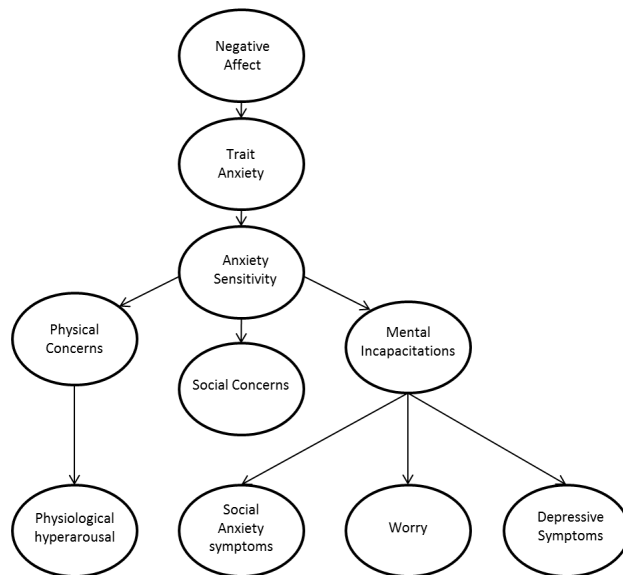 Negative
Affect
Trait
Anxiety
Anxiety
Sensitivity
Physical
Concerns
Social Concerns
Mental
Incapacitations
Physiological
hyperarousal
Social
Anxiety
symptoms
Worry
Depressive
Symptoms